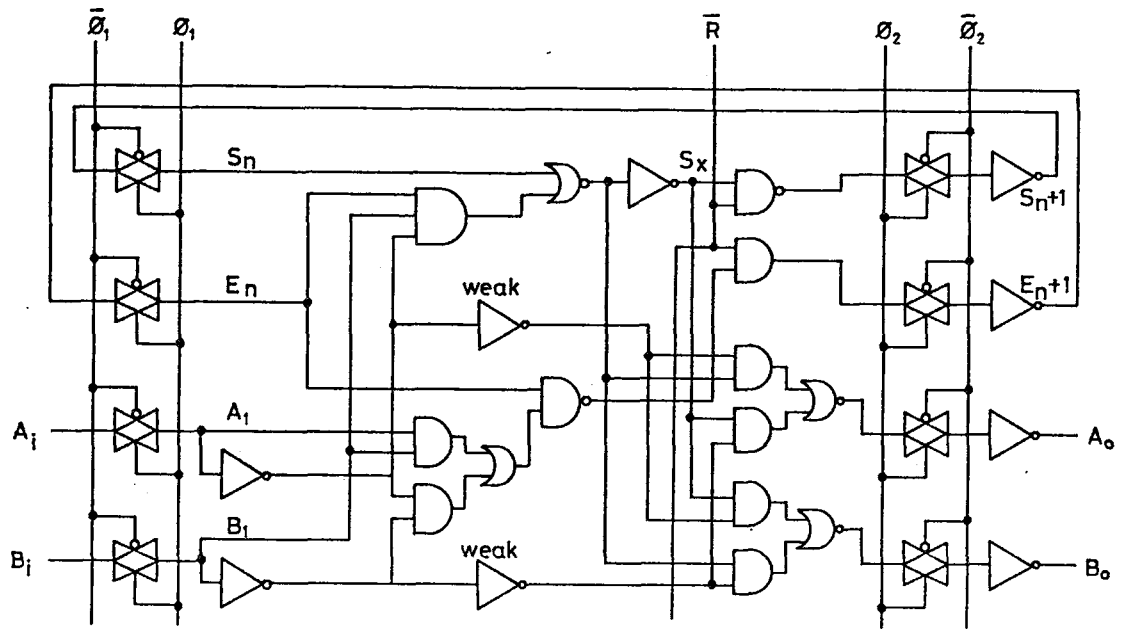 Ø̅₁ Ø₁ R̅ Ø₂ Ø̅₂
Sₙ Sₓ
Sₙ+1
Eₙ weak Eₙ+1
Aᵢ A₁ Aₒ
B₁ weak
Bᵢ Bₒ